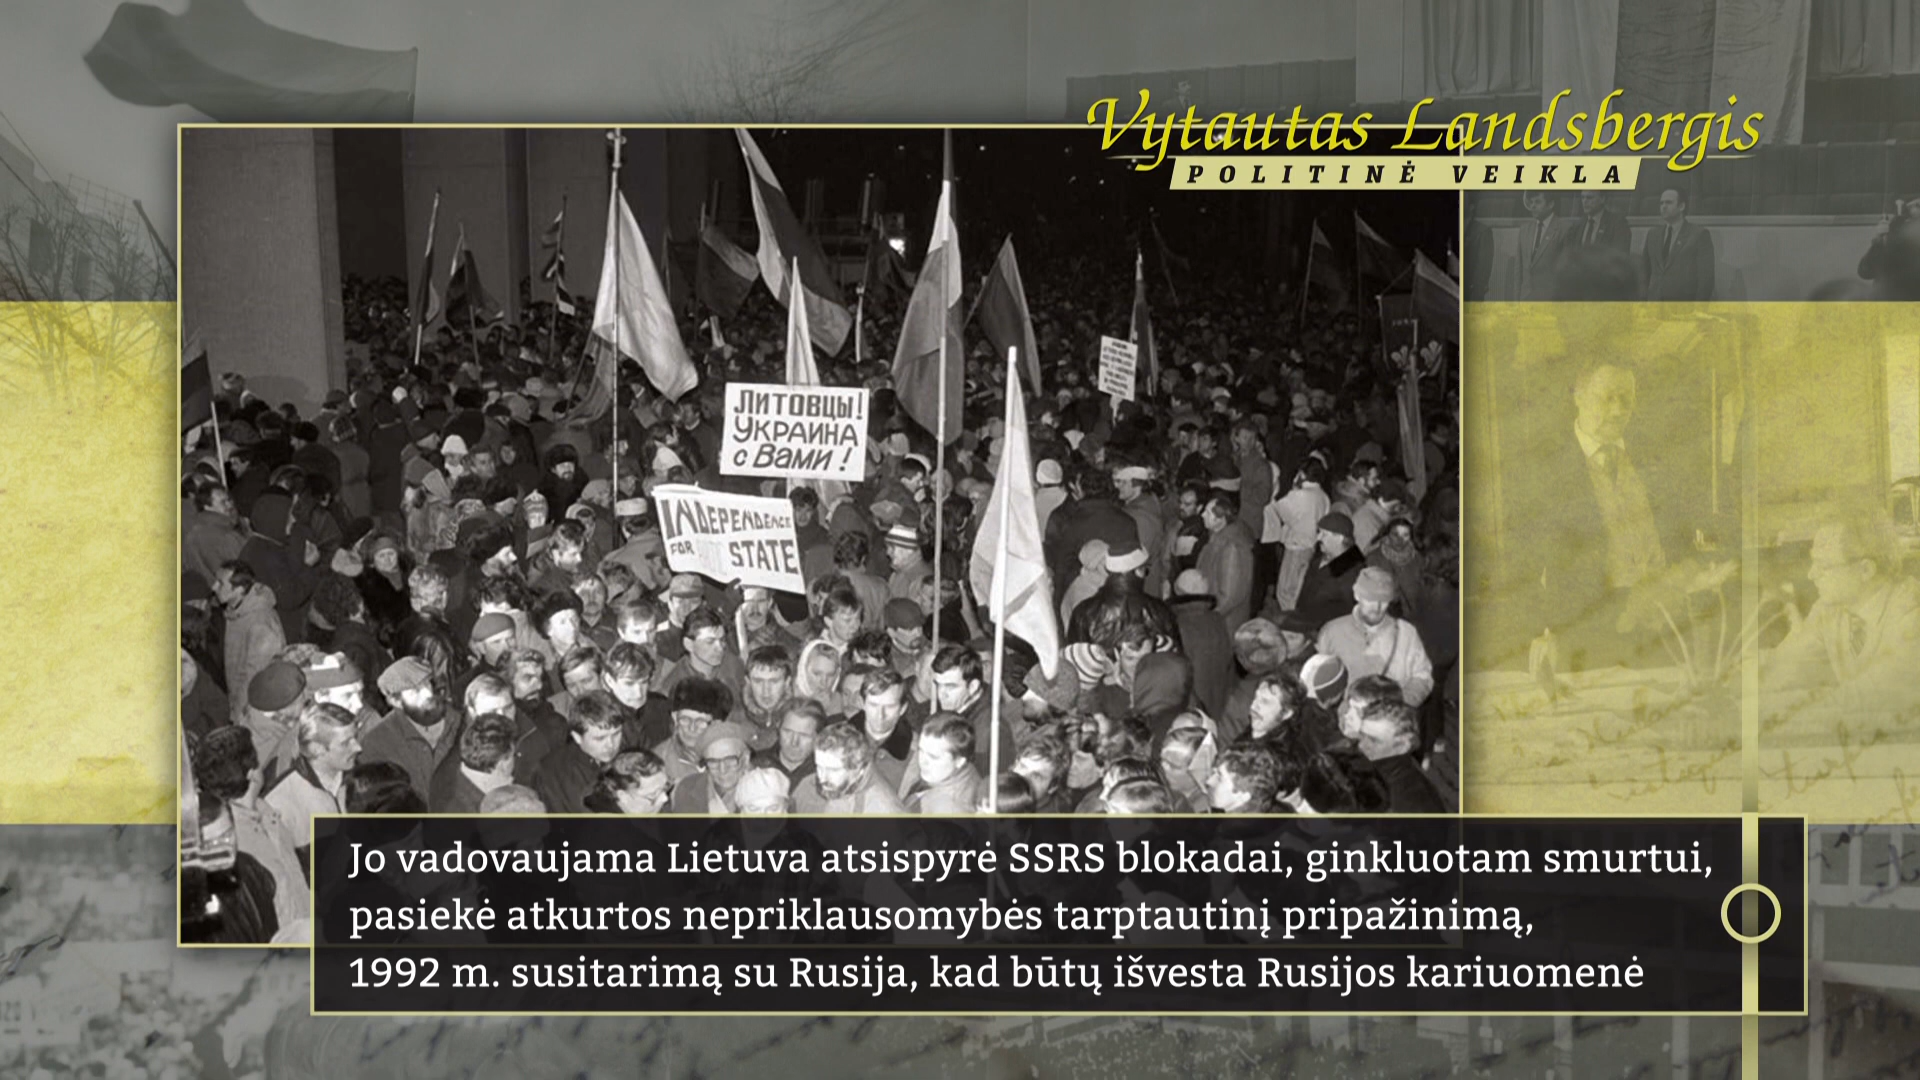 Vytautas Landsbergis
POLITINĖ VEIKLA
ЛИТОВЦЫ!
УКРАИНА
с Вами!
INDEPENDENCE
FOR STATE
Jo vadovaujama Lietuva atsispyrė SSRS blokadai, ginkluotam smurtui,
pasiekė atkurtos nepriklausomybės tarptautinį pripažinimą,
1992 m. susitarimą su Rusija, kad būtų išvesta Rusijos kariuomenė